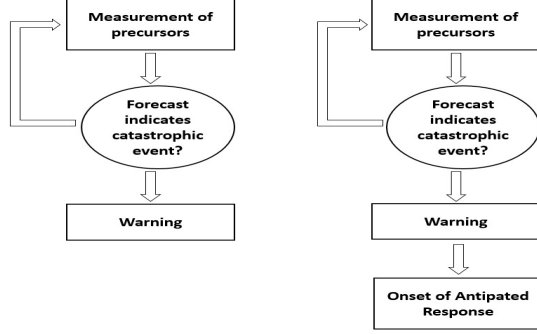 Measurement of
precursors
Forecast
indicates
catastrophic
event?
Warning
Measurement of
precursors
Forecast
indicates
catastrophic
event?
Warning
Onset of Antipated
Response